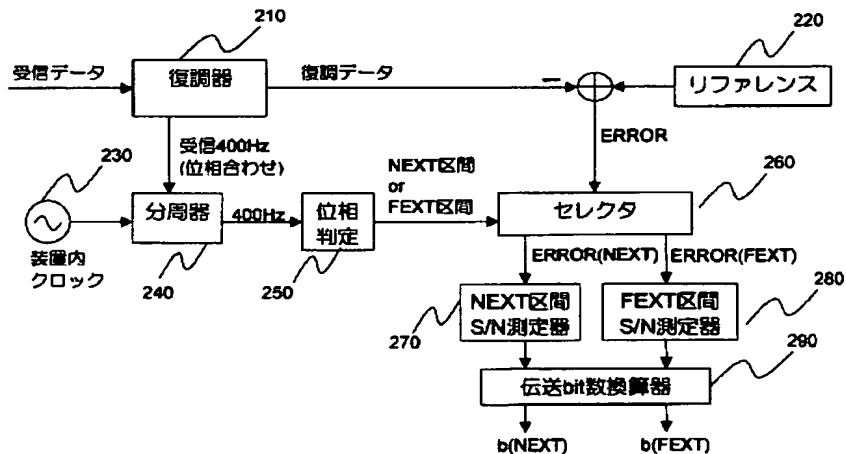 210
220
受信データ
復調器
復調データ
リファレンス
受信400Hz
(位相合わせ)
ERROR
230
NEXT区間
or
FEXT区間
260
分周器
400Hz
位相
判定
セレクタ
装置内
クロック
240
250
ERROR(NEXT)
ERROR(FEXT)
NEXT区間
S/N測定器
FEXT区間
S/N測定器
280
270
290
伝送bit数換算器
b(NEXT)
b(FEXT)